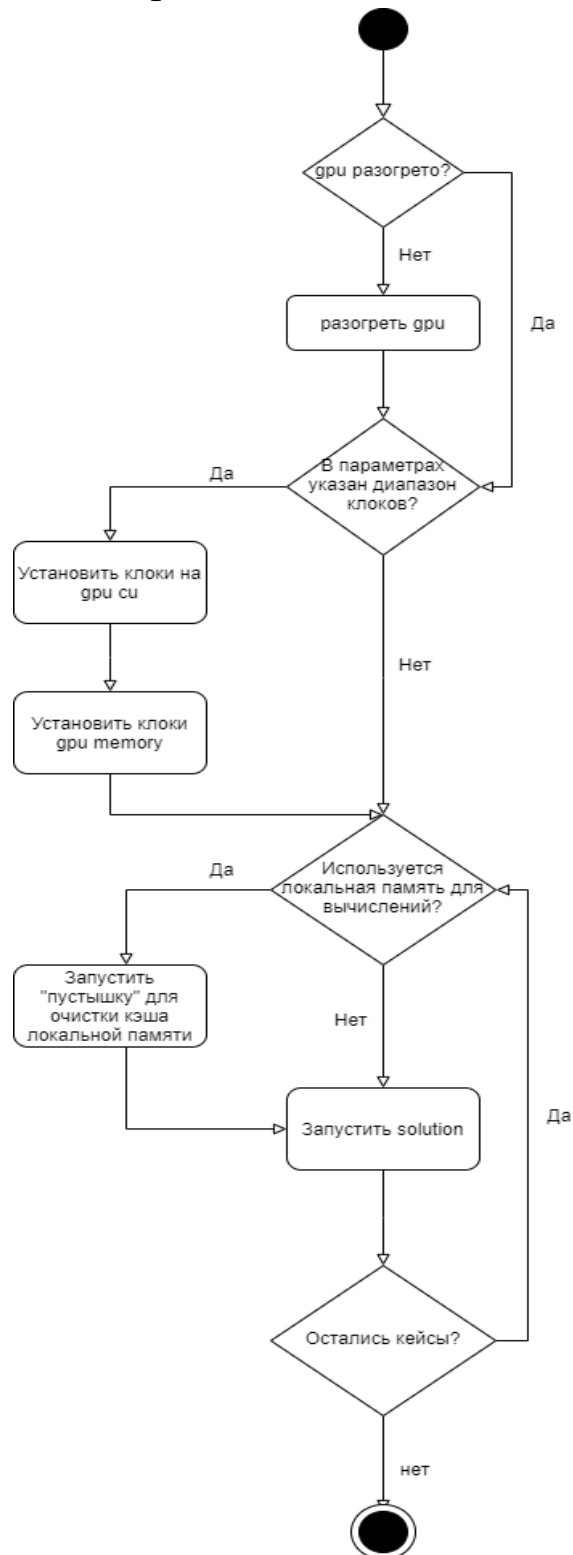 gpu разогрето?
Нет
разогреть gpu
Да
В параметрах
указан диапазон
клоков?
Да
Установить клоки на
gpu cu
Нет
Установить клоки
gpu memory
Используется
локальная память для
вычислений?
Да
Запустить
"пустышку" для
очистки кэша
локальной памяти
Нет
Запустить solution
Да
Остались кейсы?
нет